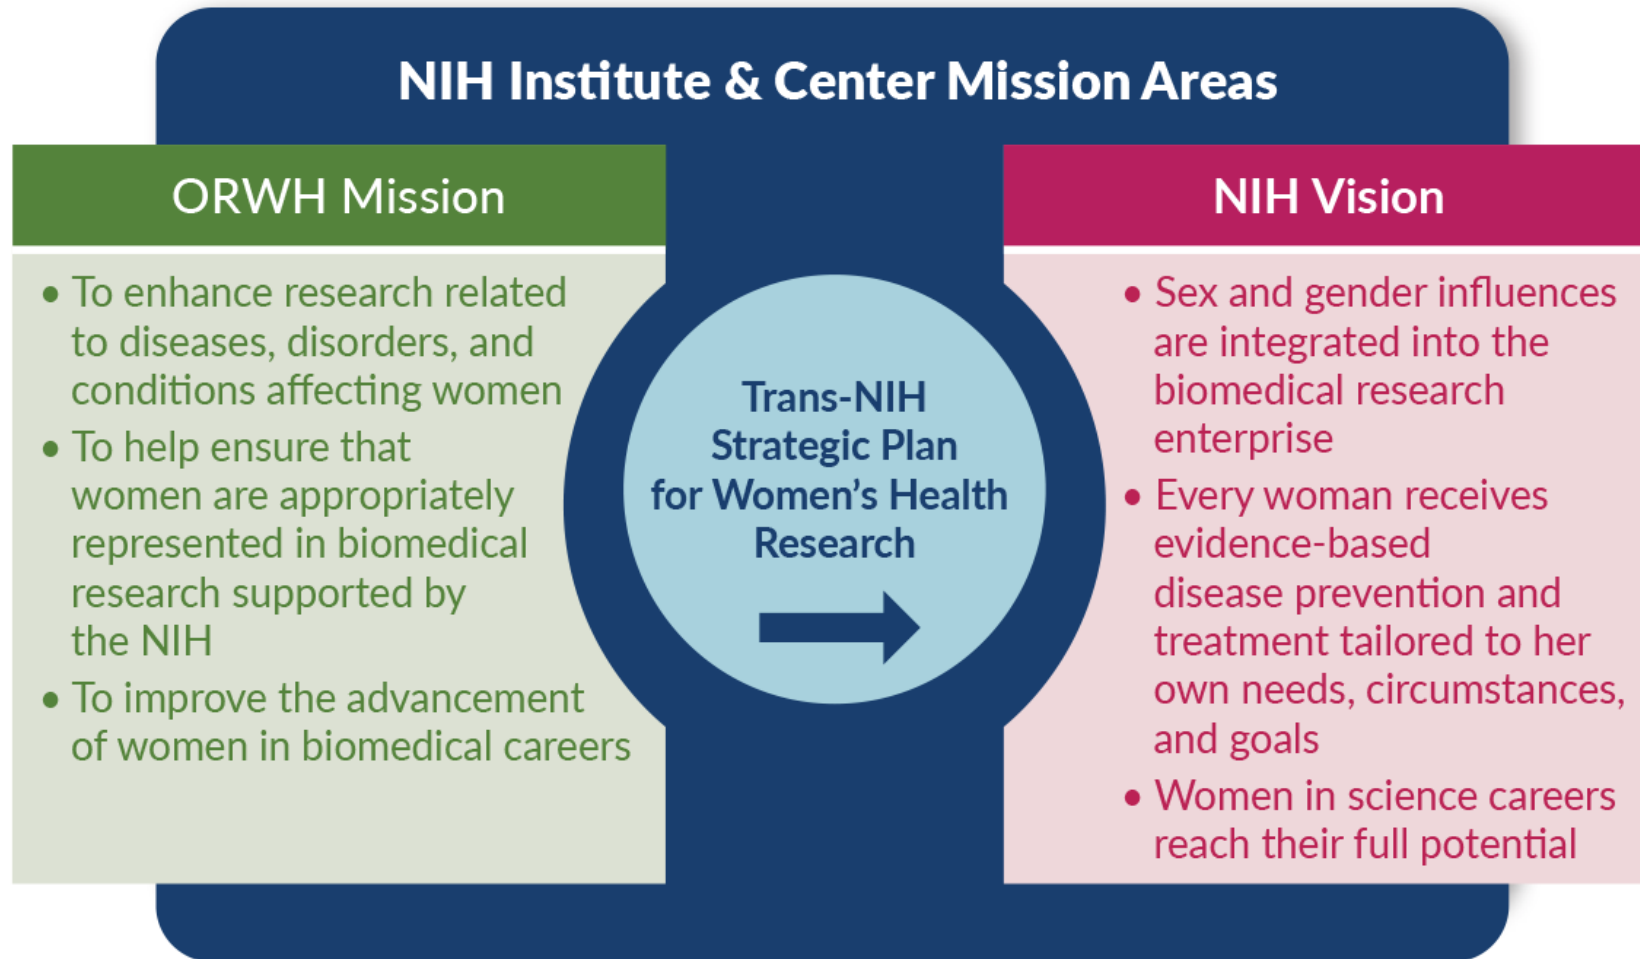 NIH Institute & Center Mission Areas
ORWH Mission
• To enhance research related
to diseases, disorders, and
conditions affecting women
• To help ensure that
women are appropriately
represented in biomedical
research supported by
the NIH
• To improve the advancement
of women in biomedical careers
Trans-NIH
Strategic Plan
for Women’s Health
Research
NIH Vision
• Sex and gender influences
are integrated into the
biomedical research
enterprise
• Every woman receives
evidence-based
disease prevention and
treatment tailored to her
own needs, circumstances,
and goals
• Women in science careers
reach their full potential